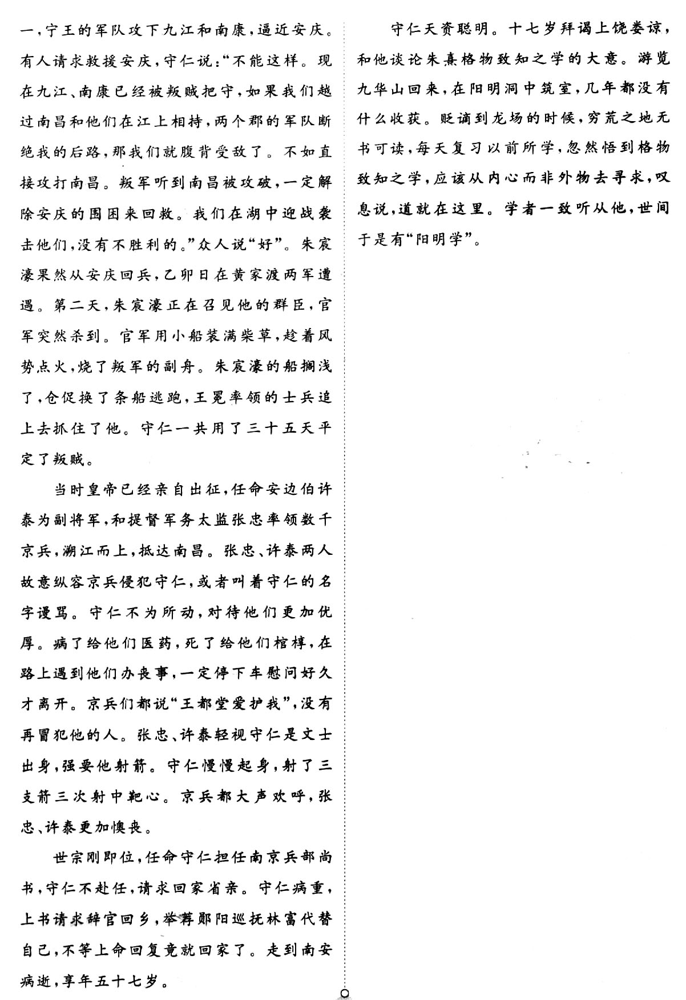 一,宁王的军队攻下九江和南康,逼近安庆。
有人请求救援安庆,守仁说:“不能这样。现
在九江、南康已经被叛贼把守,如果我们越
过南昌和他们在江上相持,两个郡的军队断
绝我的后路,那我们就腹背受敌了。不如直
接攻打南昌。叛军听到南昌被攻破,一定解
除安庆的围困来回救。我们在湖中迎战袭
击他们,没有不胜利的。”众人说“好”。朱宸
濠果然从安庆回兵,乙卯日在黄家渡两军遭
遇。第二天,朱宸濠正在召见他的群臣,官
军突然杀到。官军用小船装满柴草,趁着风
势点火,烧了叛军的副舟。朱宸濠的船搁浅
了,仓促换了条船逃跑,王冕率领的士兵追
上去抓住了他。守仁一共用了三十五天平
定了叛贼。
当时皇帝已经亲自出征,任命安边伯许
泰为副将军,和提督军务太监张忠率领数千
京兵,溯江而上,抵达南昌。张忠、许泰两人
故意纵容京兵侵犯守仁,或者叫着守仁的名
字谩骂。守仁不为所动,对待他们更加优
厚。病了给他们医药,死了给他们棺椁,在
路上遇到他们办丧事,一定停下车慰问好久
才离开。京兵们都说“王都堂爱护我”,没有
再冒犯他的人。张忠、许泰轻视守仁是文士
出身,强要他射箭。守仁慢慢起身,射了三
支箭三次射中靶心。京兵都大声欢呼,张
忠、许泰更加懊丧。
世宗刚即位,任命守仁担任南京兵部尚
书,守仁不赴任,请求回家省亲。守仁病重,
上书请求辞官回乡,举荐郧阳巡抚林富代替
自己,不等上命回复竟就回家了。走到南安
病逝,享年五十七岁。
守仁天资聪明。十七岁拜谒上饶娄谅,
和他谈论朱熹格物致知之学的大意。游览
九华山回来,在阳明洞中筑室,几年都没有
什么收获。贬谪到龙场的时候,穷荒之地无
书可读,每天复习以前所学,忽然悟到格物
致知之学,应该从内心而非外物去寻求,叹
息说,道就在这里。学者一致听从他,世间
于是有“阳明学”。